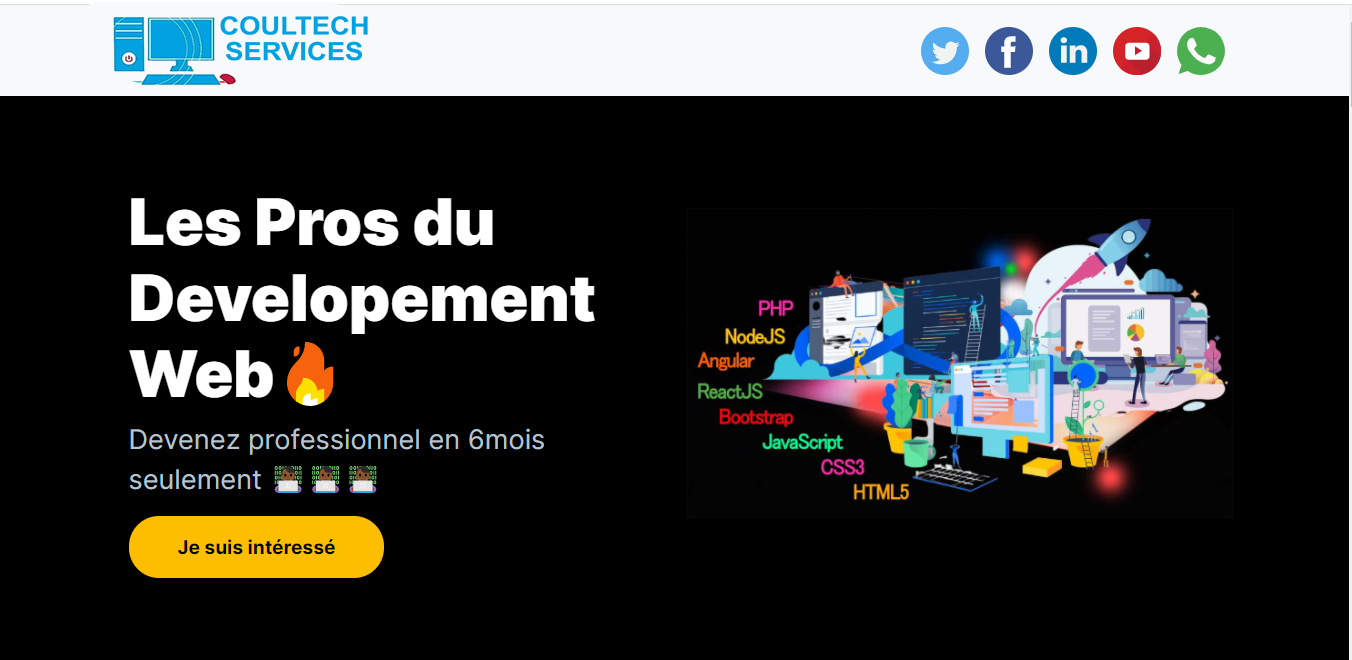 COULTECH
SERVICES
Les Pros du
Developement
Web🔥
Devenez professionnel en 6mois
seulement 👨🏿‍💻 👨🏿‍💻 👨🏿‍💻
Je suis intéressé
PHP
NodeJS
Angular
ReactJS
Bootstrap
JavaScript
CSS3
HTML5